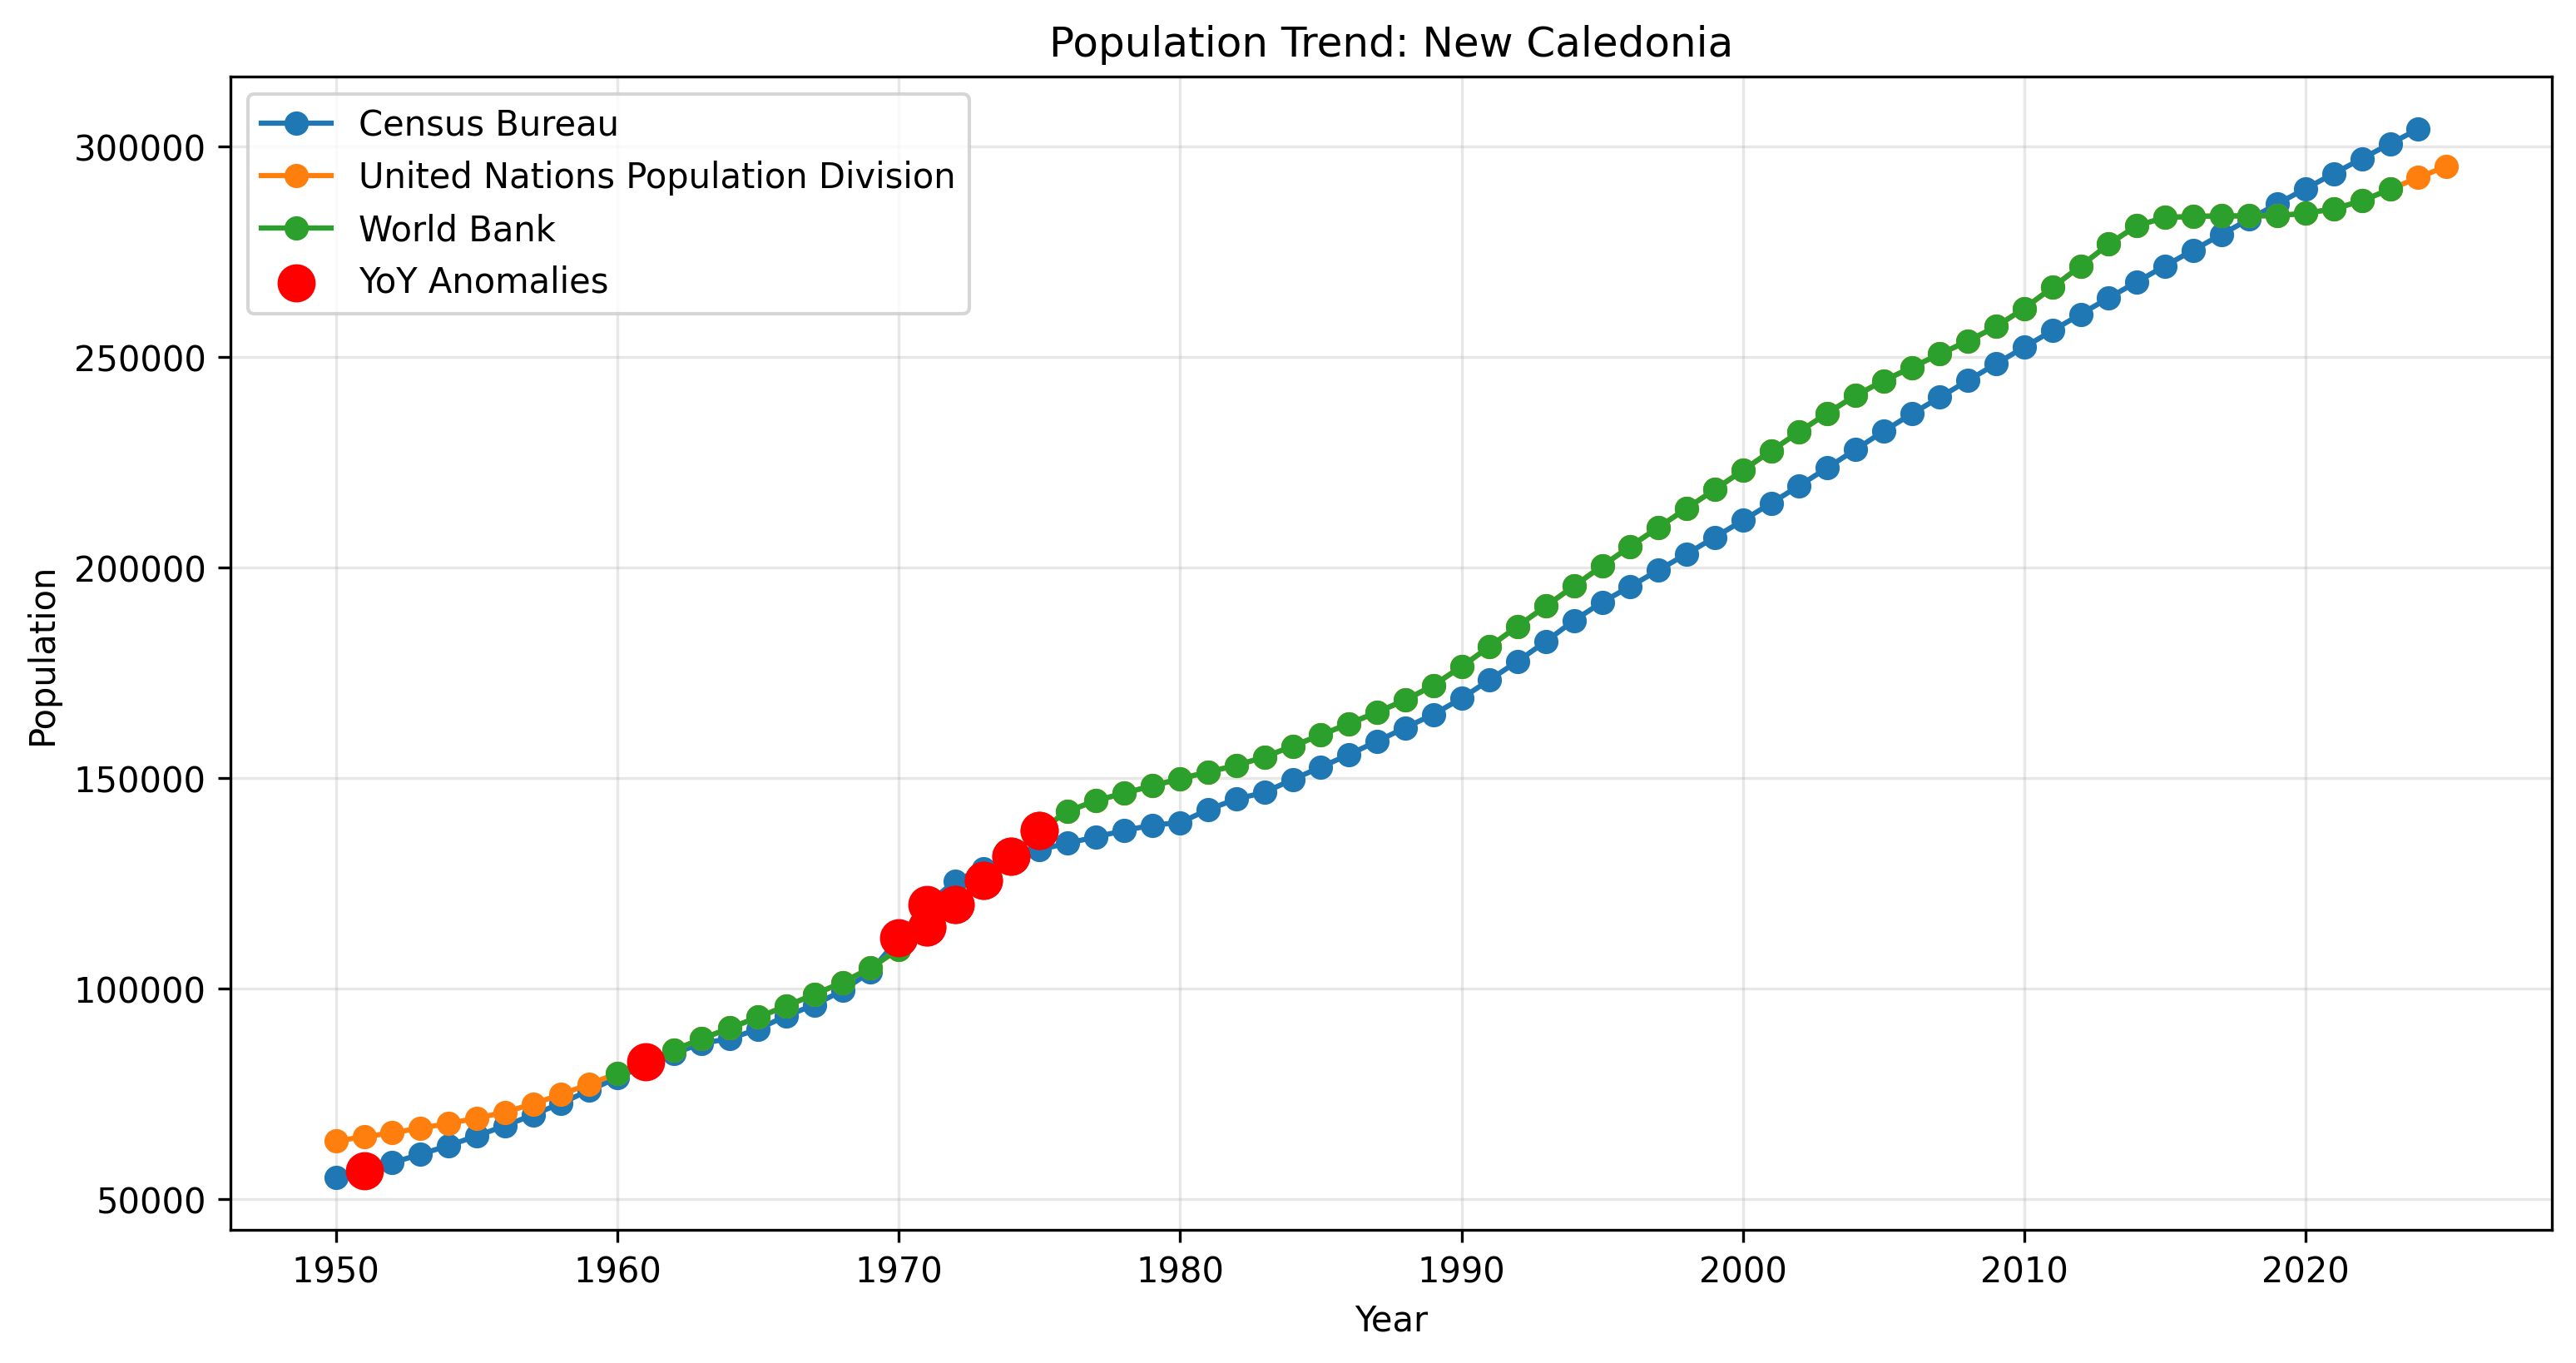 Population Trend: New Caledonia
Census Bureau
United Nations Population Division
World Bank
YoY Anomalies
300000
250000
200000
150000
100000
50000
Population
1950 1960 1970 1980 1990 2000 2010 2020
Year